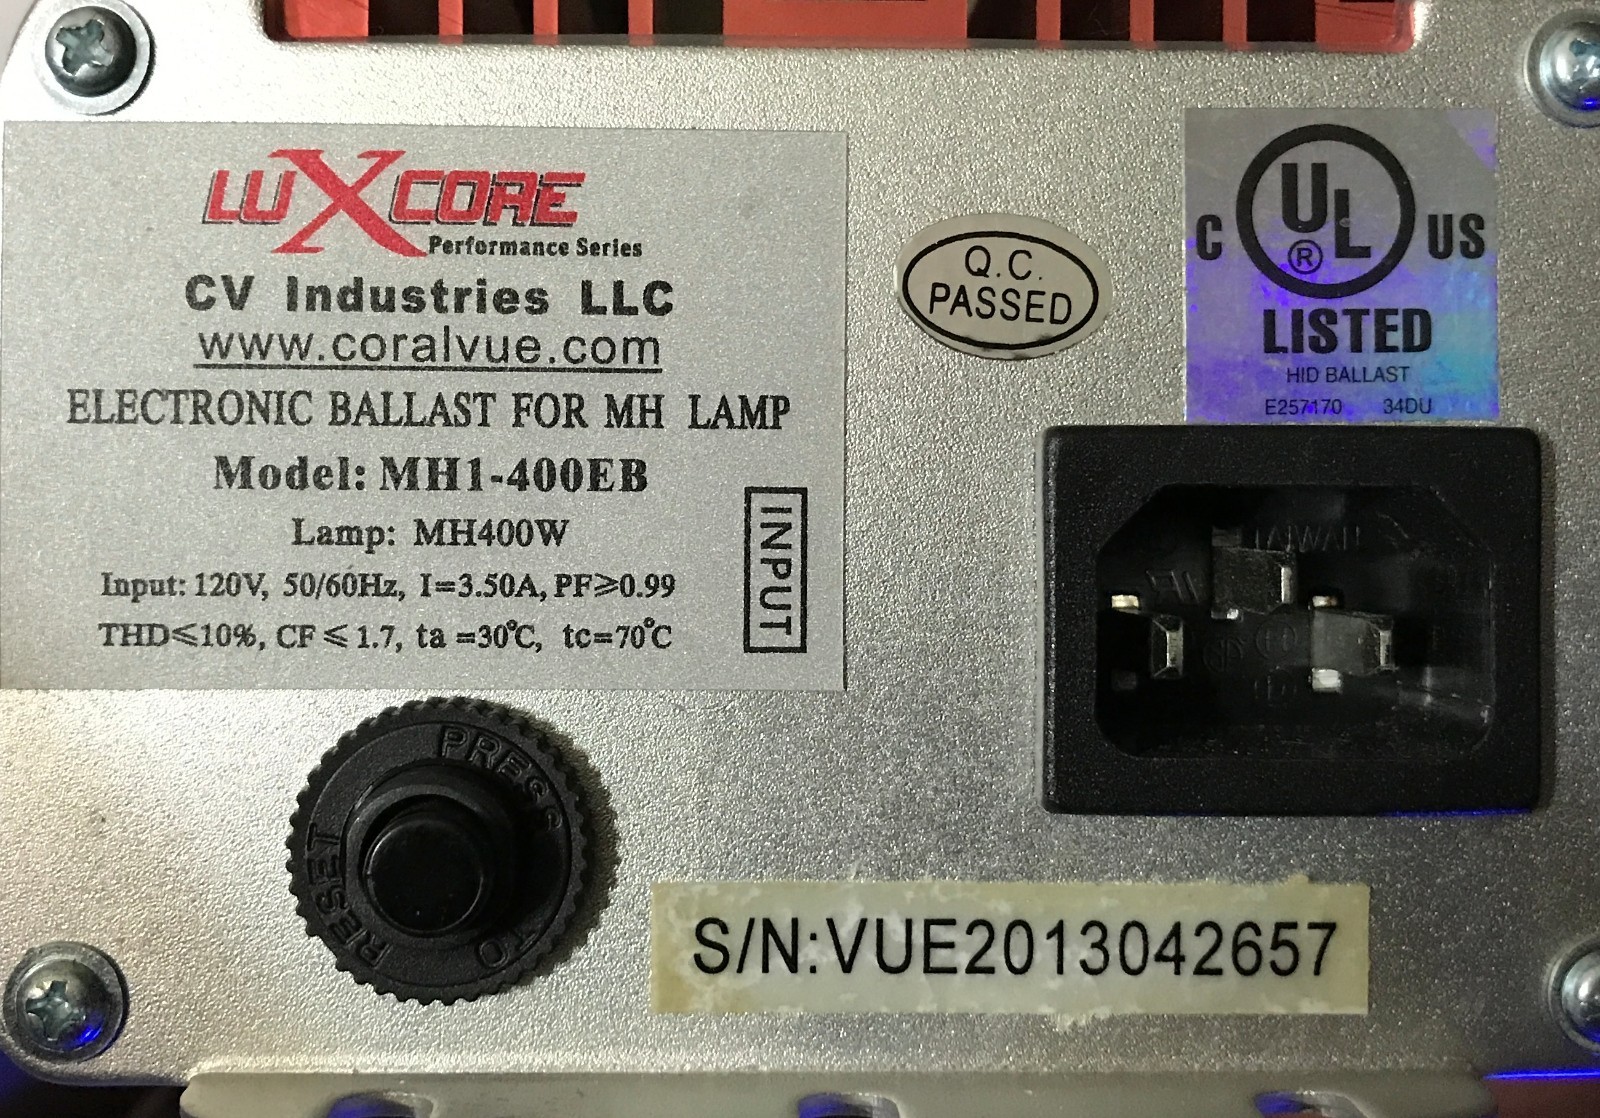 LUXCORE
Performance Series
CV Industries LLC
www.coralvue.com
ELECTRONIC BALLAST FOR MH LAMP
Model: MH1-400EB
Lamp: MH400W
Input: 120V, 50/60Hz, I=3.50A, PF≥0.99
THD≤10%, CF≤1.7, ta =30℃, tc=70℃
INPUT
Q.C.
PASSED
C UL US
®
LISTED
HID BALLAST
E257170 34DU
TAIWAN
PRESS TO RESET
S/N:VUE2013042657